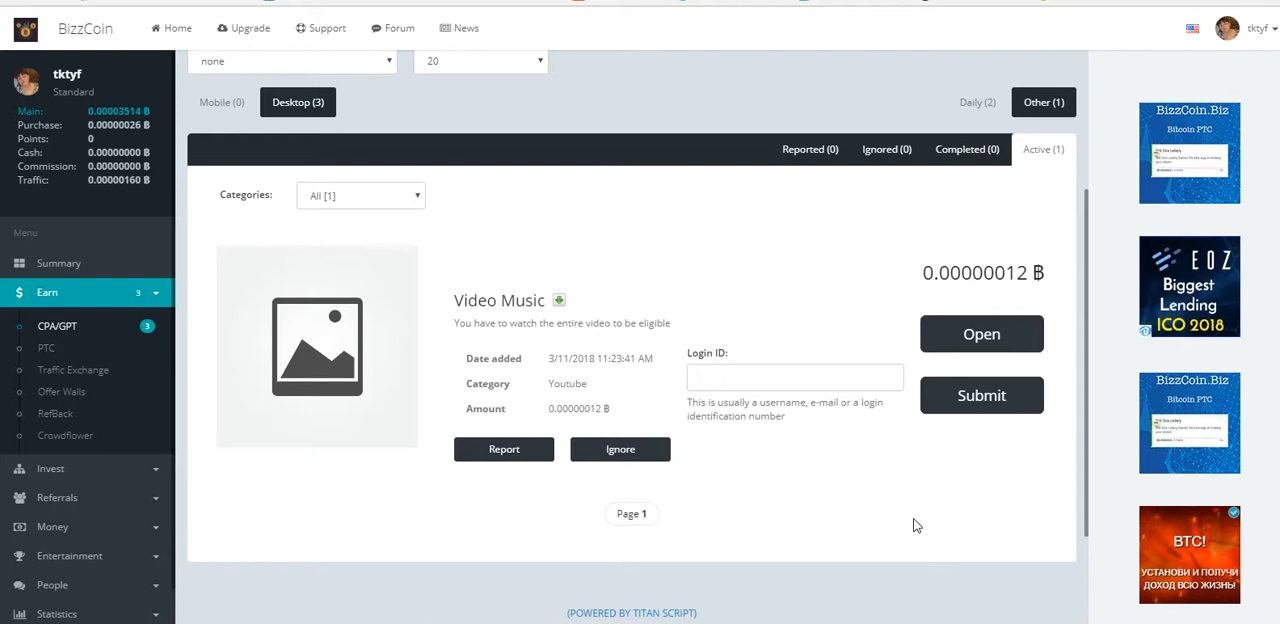 BizzCoin
Home
Upgrade
Support
Forum
News
tktyf
tktyf
Standard
Main: 0.00003514 ฿
Purchase: 0.00000026 ฿
Points: 0
Cash: 0.00000000 ฿
Commission: 0.00000000 ฿
Traffic: 0.00000160 ฿
Menu
Summary
Earn 3
CPA/GPT 3
PTC
Traffic Exchange
Offer Walls
RefBack
Crowdflower
Invest
Referrals
Money
Entertainment
People
Statistics
none
20
Mobile (0)
Desktop (3)
Daily (2)
Other (1)
Reported (0)
Ignored (0)
Completed (0)
Active (1)
Categories:
All [1]
0.00000012 ฿
Video Music
You have to watch the entire video to be eligible
Date added 3/11/2018 11:23:41 AM
Category Youtube
Amount 0.00000012 ฿
Report
Ignore
Login ID:
This is usually a username, e-mail or a login
identification number
Open
Submit
Page 1
(POWERED BY TITAN SCRIPT)
BizzCoin.Biz
Bitcoin PTC
EOZ
Biggest
Lending
ICO 2018
BizzCoin.Biz
Bitcoin PTC
BTC!
УСТАНОВИ И ПОЛУЧИ
ДОХОД ВСЮ ЖИЗНЬ!